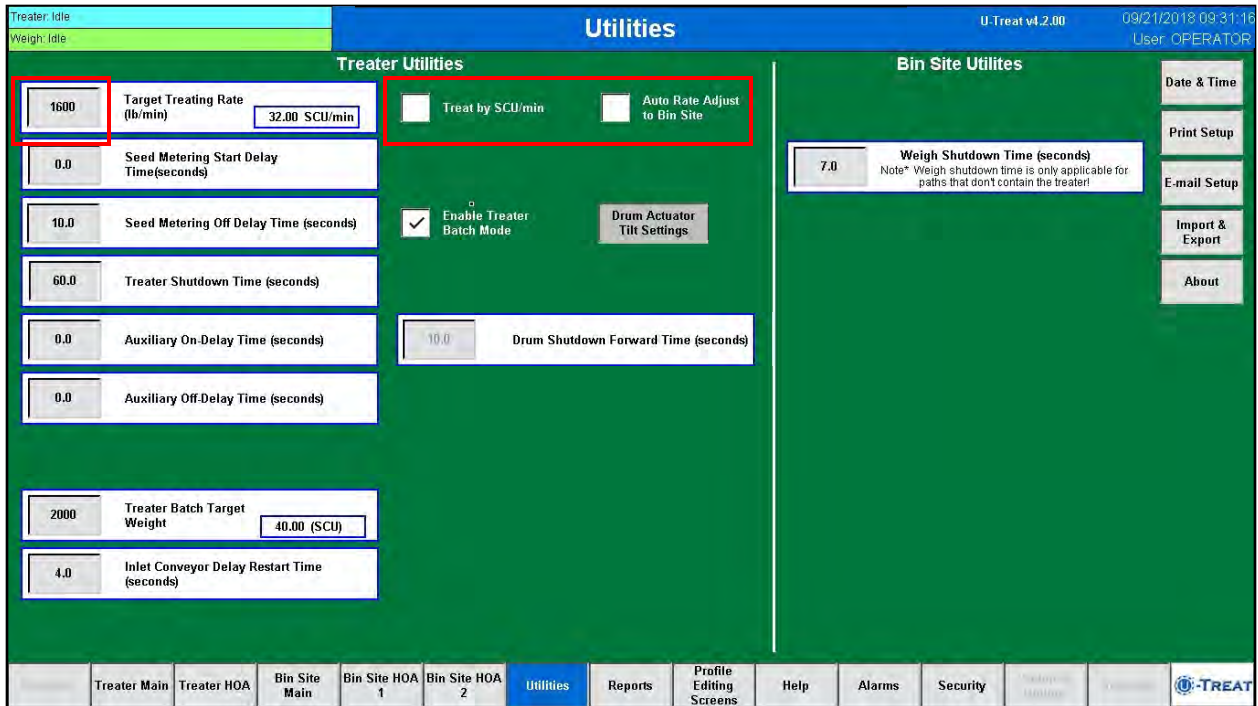 Treater: Idle
Weigh: Idle
Utilities
U-Treat v4.2.00
09/21/2018 09:31:16
User: OPERATOR
Treater Utilities
1600
Target Treating Rate
(lb/min)
32.00 SCU/min
Treat by SCU/min
Auto Rate Adjust
to Bin Site
0.0
Seed Metering Start Delay
Time(seconds)
10.0
Seed Metering Off Delay Time (seconds)
Enable Treater
Batch Mode
Drum Actuator
Tilt Settings
60.0
Treater Shutdown Time (seconds)
0.0
Auxiliary On-Delay Time (seconds)
10.0
Drum Shutdown Forward Time (seconds)
0.0
Auxiliary Off-Delay Time (seconds)
2000
Treater Batch Target
Weight
40.00 (SCU)
4.0
Inlet Conveyor Delay Restart Time
(seconds)
Bin Site Utilites
7.0
Weigh Shutdown Time (seconds)
Note* Weigh shutdown time is only applicable for
paths that don't contain the treater!
Date & Time
Print Setup
E-mail Setup
Import &
Export
About
Treater Main
Treater HOA
Bin Site
Main
Bin Site HOA
1
Bin Site HOA
2
Utilities
Reports
Profile
Editing
Screens
Help
Alarms
Security
U-TREAT